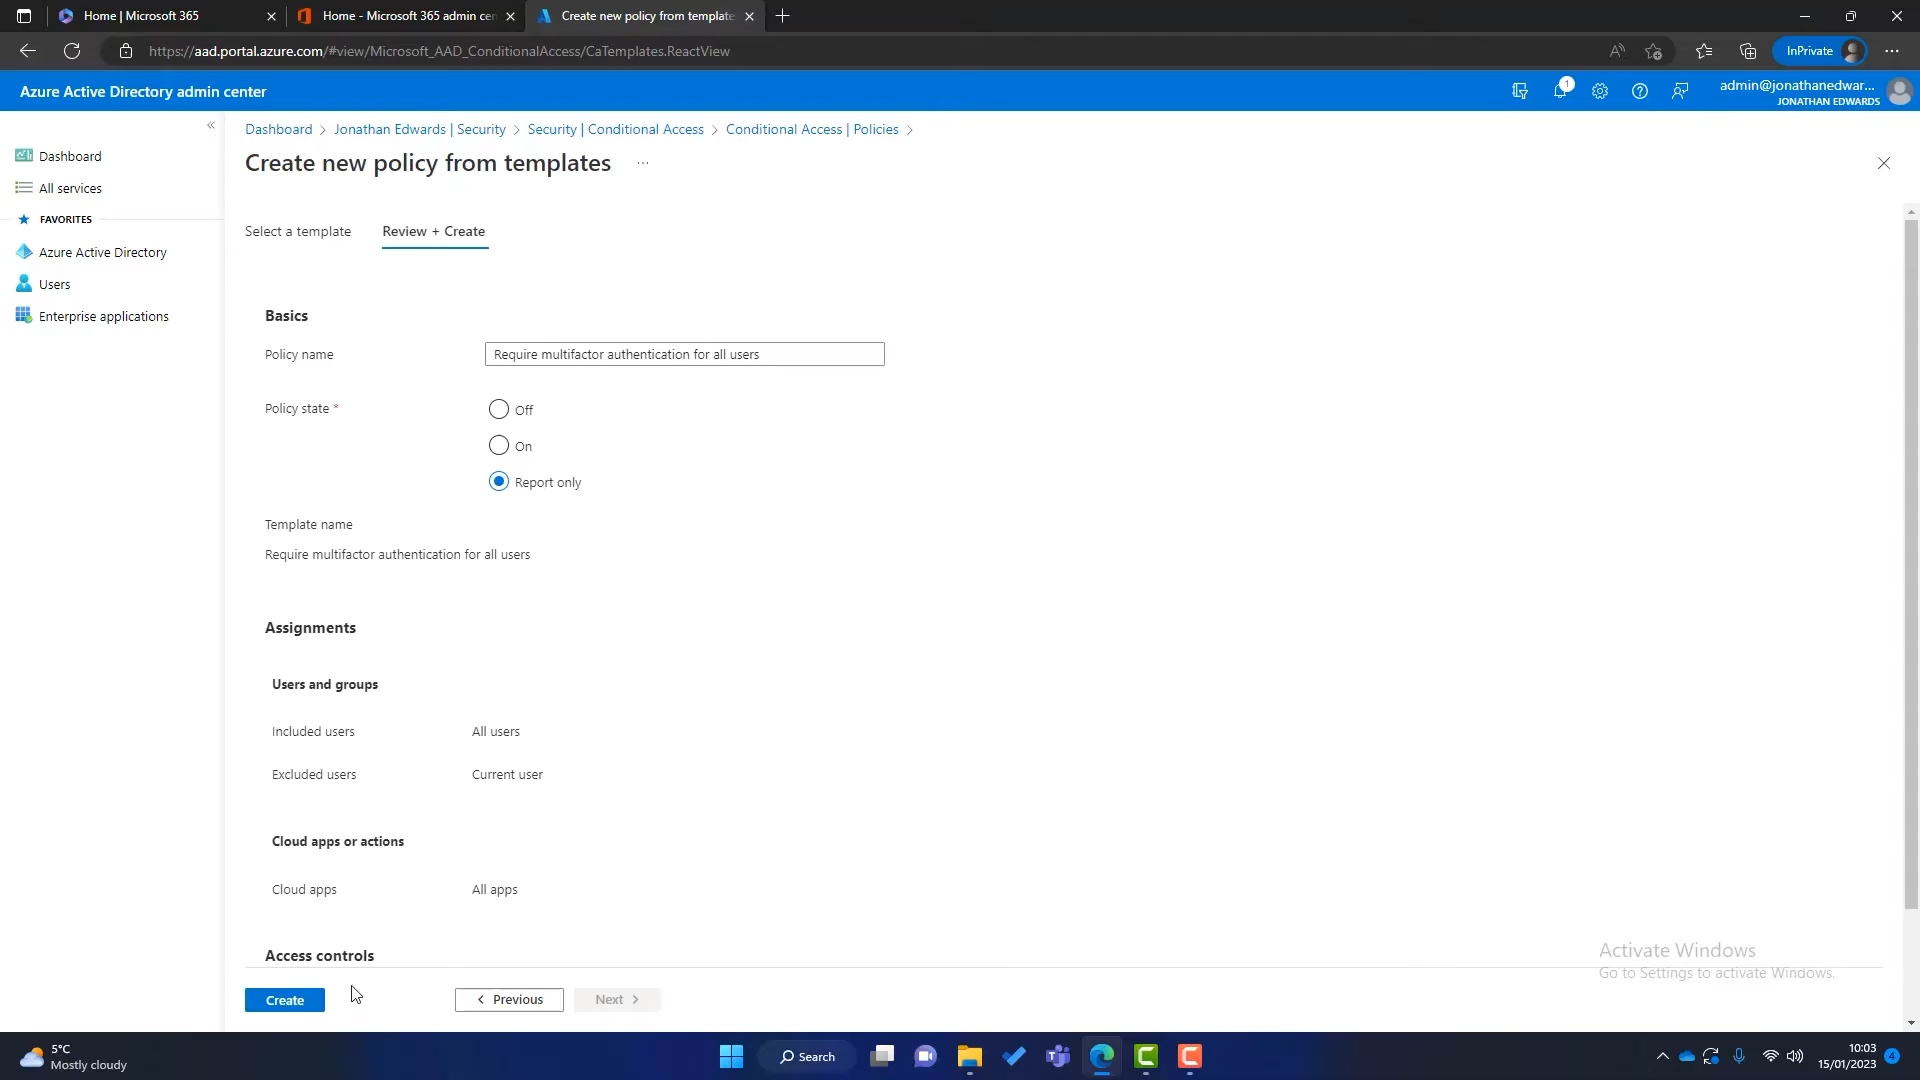 Home | Microsoft 365
Home - Microsoft 365 admin cen
Create new policy from template
https://aad.portal.azure.com/#view/Microsoft_AAD_ConditionalAccess/CaTemplates.ReactView
InPrivate
Azure Active Directory admin center
1
admin@jonathanedwar...
JONATHAN EDWARDS
Dashboard
All services
FAVORITES
Azure Active Directory
Users
Enterprise applications
Dashboard > Jonathan Edwards | Security > Security | Conditional Access > Conditional Access | Policies >
Create new policy from templates ...
Select a template
Review + Create
Basics
Policy name
Require multifactor authentication for all users
Policy state *
Off
On
Report only
Template name
Require multifactor authentication for all users
Assignments
Users and groups
Included users All users
Excluded users Current user
Cloud apps or actions
Cloud apps All apps
Access controls
Create
< Previous
Next >
Activate Windows
Go to Settings to activate Windows.
5°C
Mostly cloudy
Search
10:03
15/01/2023
4